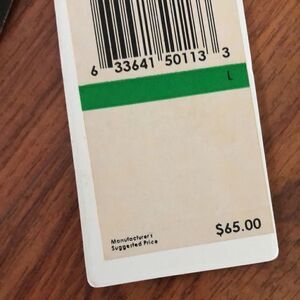 6 33641 50113 3
L
Manufacturer's
Suggested Price
$65.00